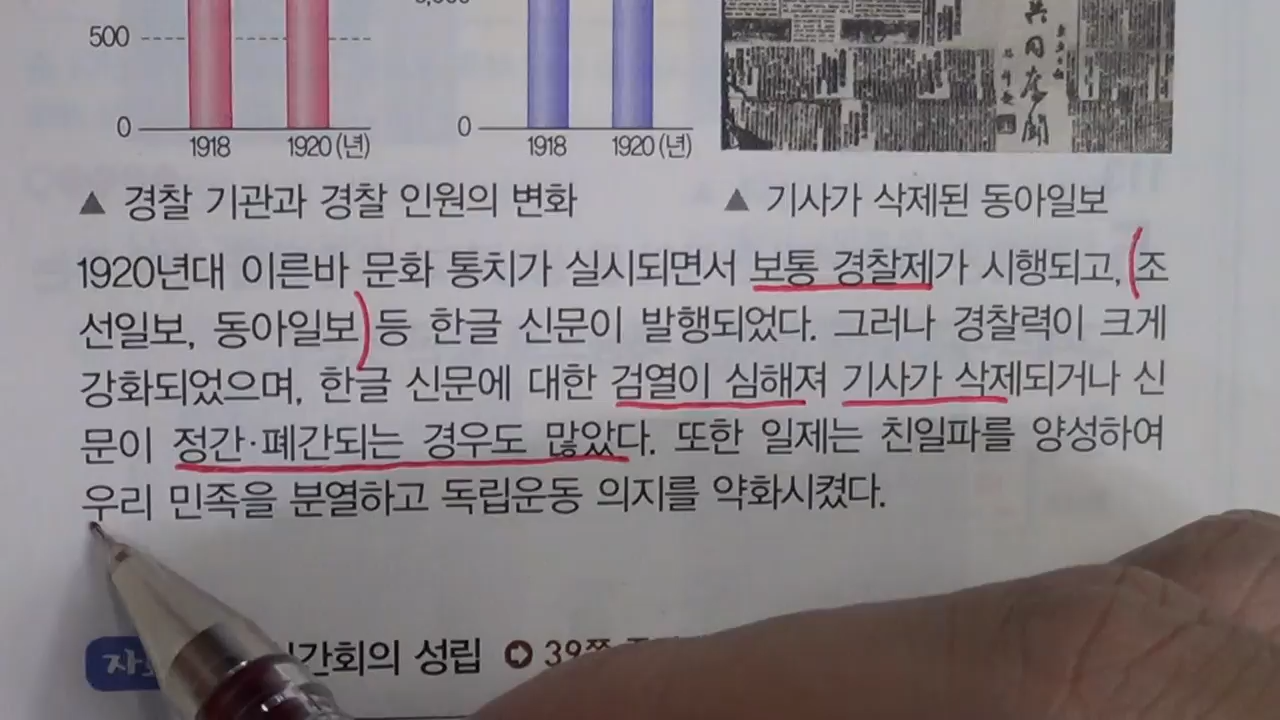 500
0
1918
1920(년)
0
1918
1920(년)
▲ 경찰 기관과 경찰 인원의 변화
▲ 기사가 삭제된 동아일보
1920년대 이른바 문화 통치가 실시되면서 보통 경찰제가 시행되고, (조
선일보, 동아일보) 등 한글 신문이 발행되었다. 그러나 경찰력이 크게
강화되었으며, 한글 신문에 대한 검열이 심해져 기사가 삭제되거나 신
문이 정간·폐간되는 경우도 많았다. 또한 일제는 친일파를 양성하여
우리 민족을 분열하고 독립운동 의지를 약화시켰다.
간회의 성립 39쪽